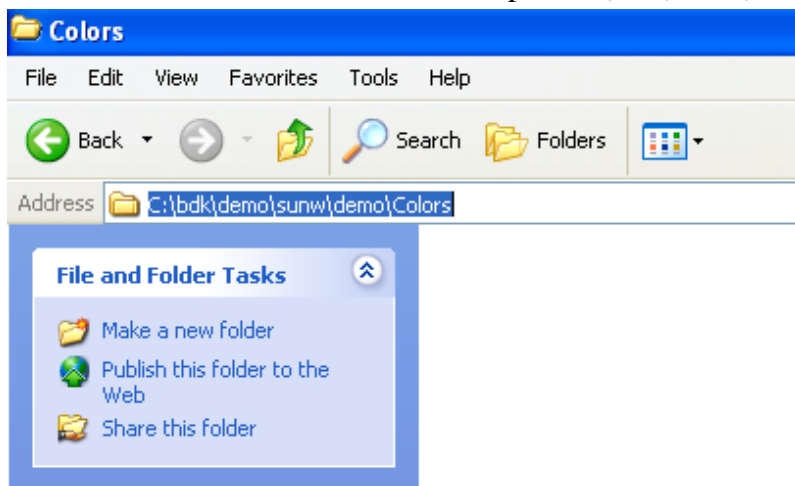 Colors
File Edit View Favorites Tools Help
Back Search Folders
Address C:\bdk\demo\sunw\demo\Colors
File and Folder Tasks
Make a new folder
Publish this folder to the
Web
Share this folder